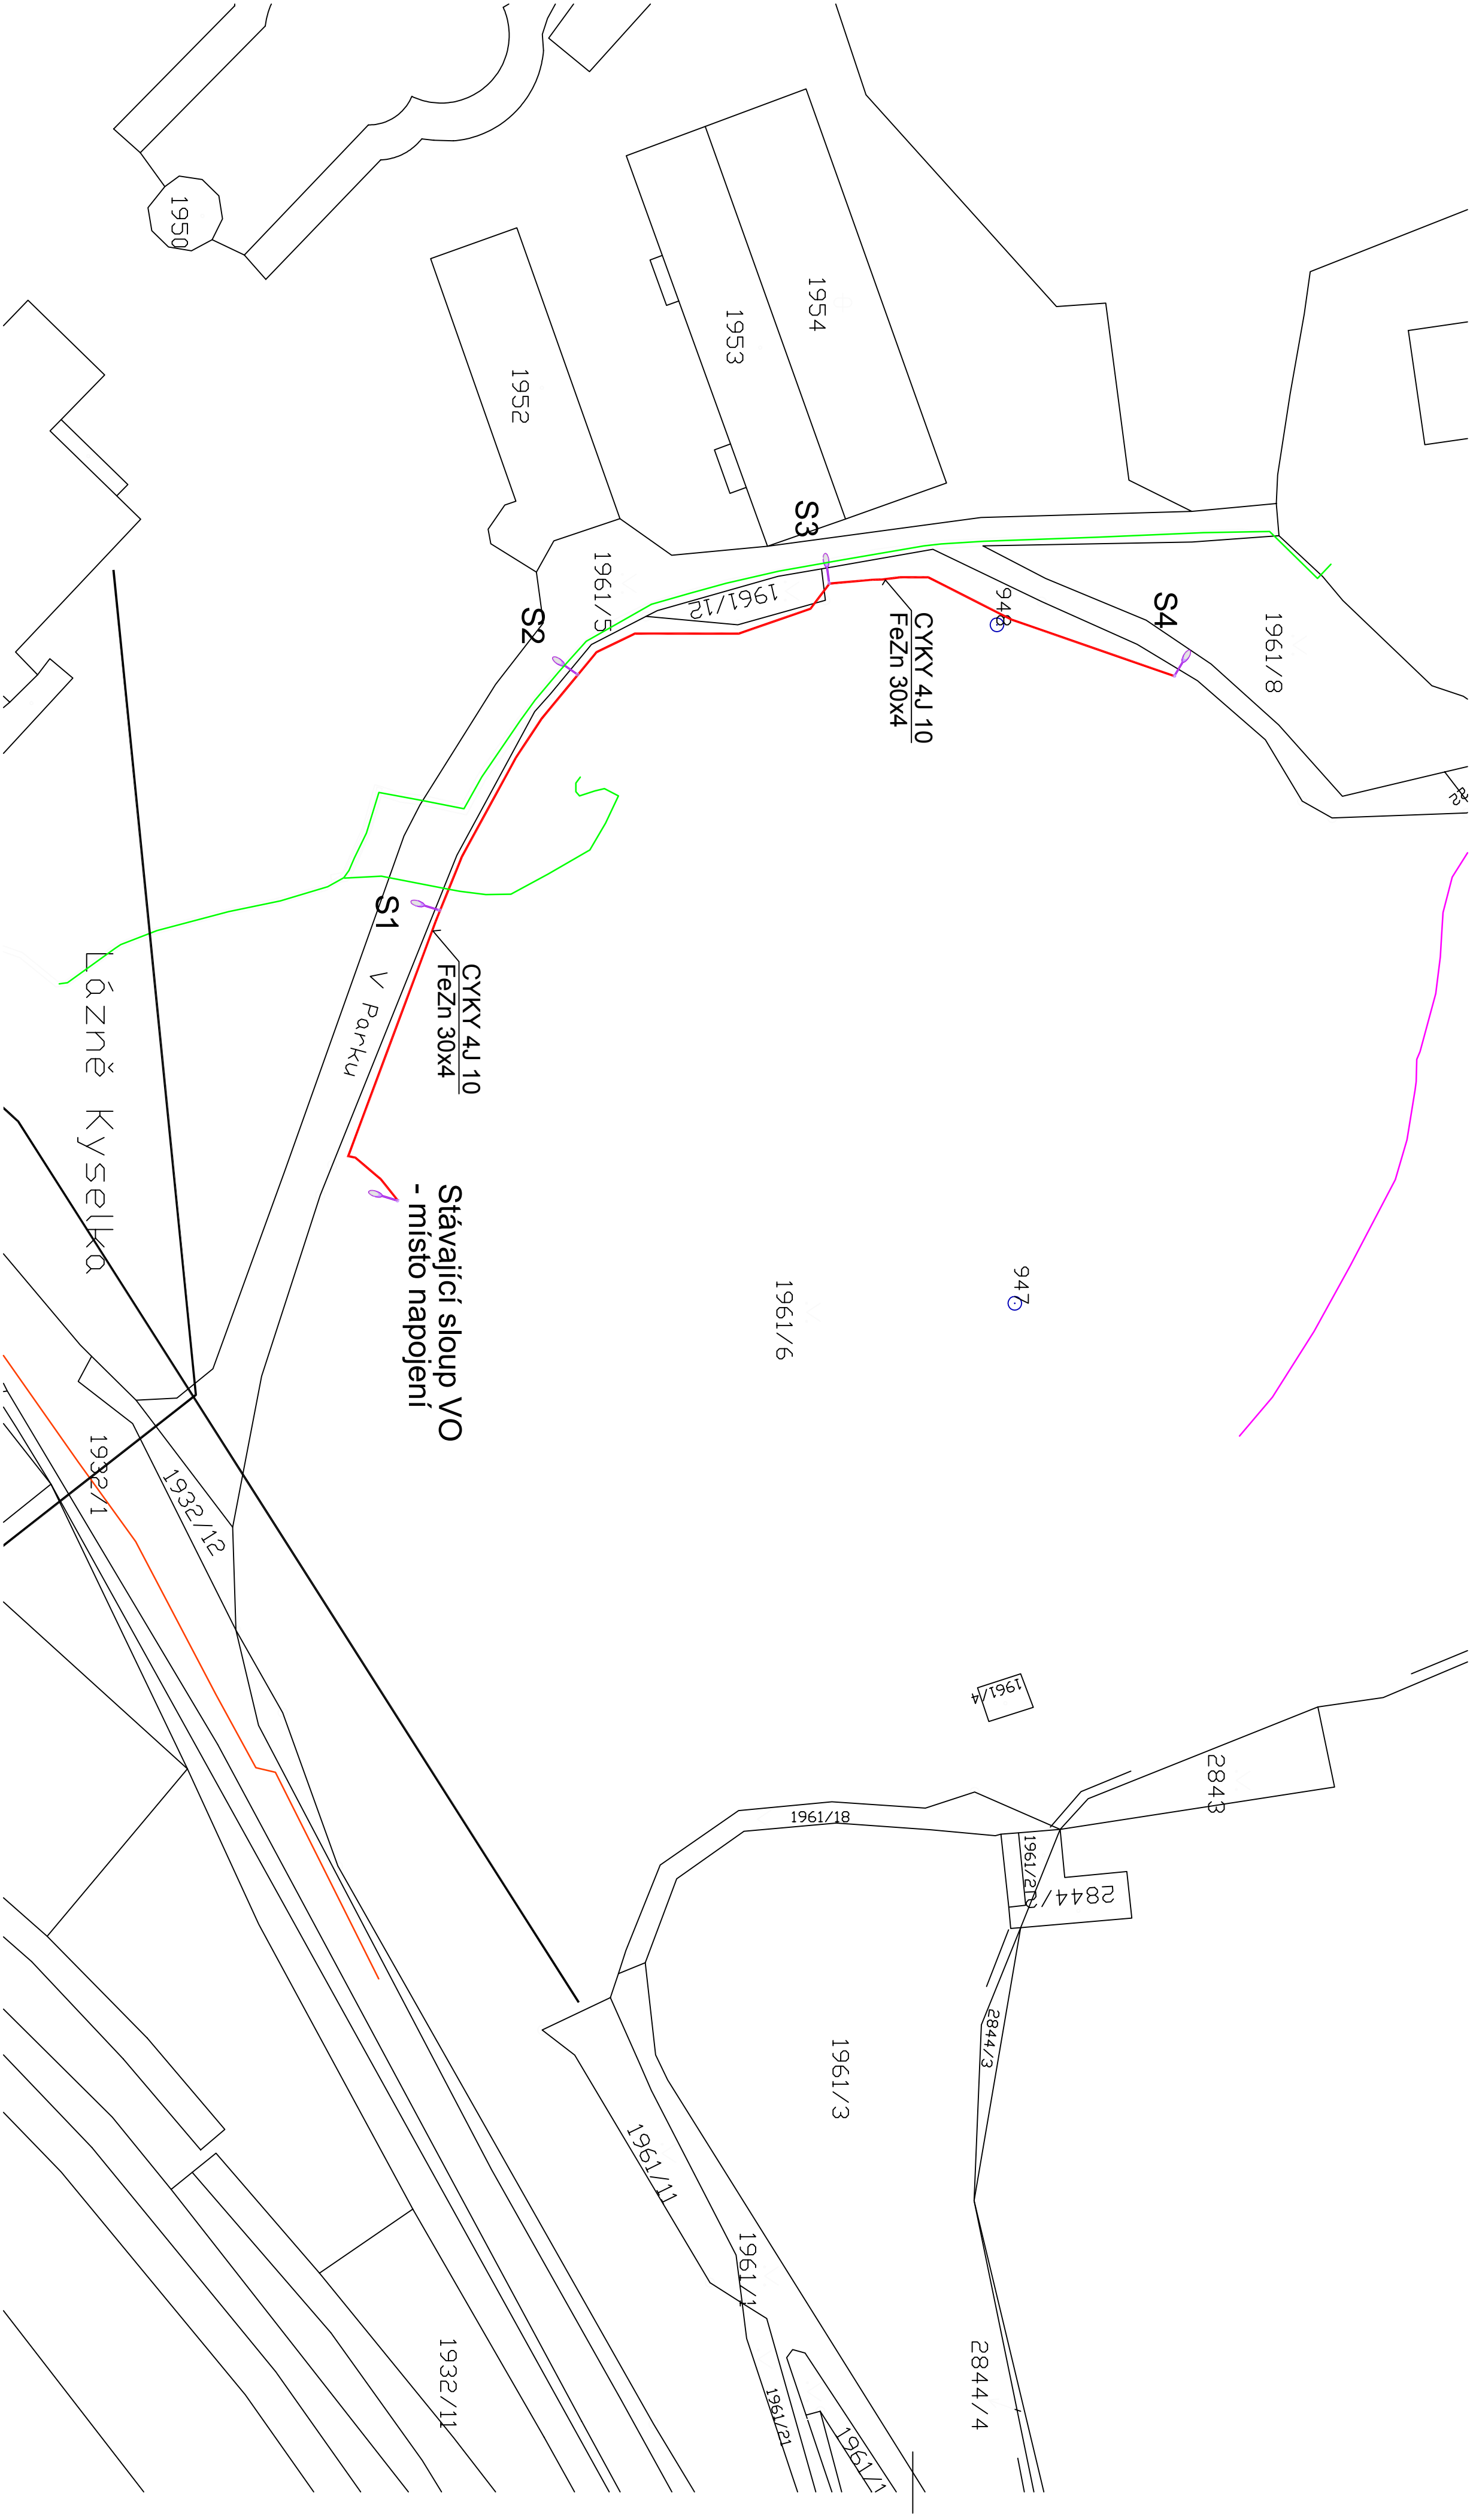 1950
1954
1953
1952
S3
1961/5
1961/12
S2
948
S4
1961/8
CYKY 4J 10
FeZn 30x4
S1
V Parku
CYKY 4J 10
FeZn 30x4
Lázně Kyselka
Stávající sloup VO
- místo napojení
947
1961/6
1932/1
1932/12
1961/4
2843
1961/18
2844/3
1961/3
1961/11
1961/1
1932/11
1961/21
2844/4